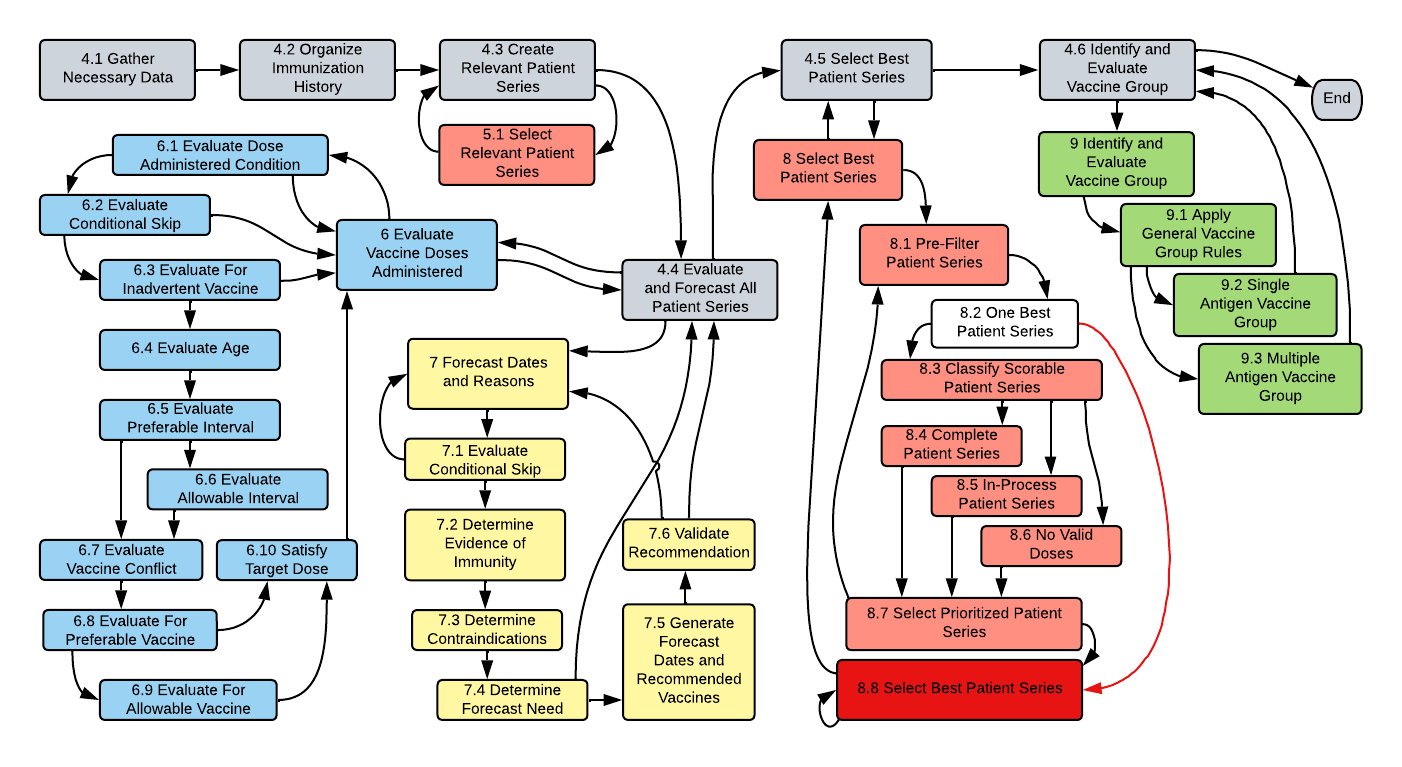 4.1 Gather
Necessary Data
4.2 Organize
Immunization
History
4.3 Create
Relevant Patient
Series
5.1 Select
Relevant Patient
Series
6.1 Evaluate Dose
Administered Condition
6.2 Evaluate
Conditional Skip
6 Evaluate
Vaccine Doses
Administered
6.3 Evaluate For
Inadvertent Vaccine
6.4 Evaluate Age
6.5 Evaluate
Preferable Interval
6.6 Evaluate
Allowable Interval
6.7 Evaluate
Vaccine Conflict
6.10 Satisfy
Target Dose
6.8 Evaluate For
Preferable Vaccine
6.9 Evaluate For
Allowable Vaccine
4.4 Evaluate
and Forecast All
Patient Series
7 Forecast Dates
and Reasons
7.1 Evaluate
Conditional Skip
7.2 Determine
Evidence of
Immunity
7.3 Determine
Contraindications
7.4 Determine
Forecast Need
7.6 Validate
Recommendation
7.5 Generate
Forecast
Dates and
Recommended
Vaccines
4.5 Select Best
Patient Series
8 Select Best
Patient Series
8.1 Pre-Filter
Patient Series
8.2 One Best
Patient Series
8.3 Classify Scorable
Patient Series
8.4 Complete
Patient Series
8.5 In-Process
Patient Series
8.6 No Valid
Doses
8.7 Select Prioritized Patient
Series
8.8 Select Best Patient Series
4.6 Identify and
Evaluate
Vaccine Group
End
9 Identify and
Evaluate
Vaccine Group
9.1 Apply
General Vaccine
Group Rules
9.2 Single
Antigen Vaccine
Group
9.3 Multiple
Antigen Vaccine
Group